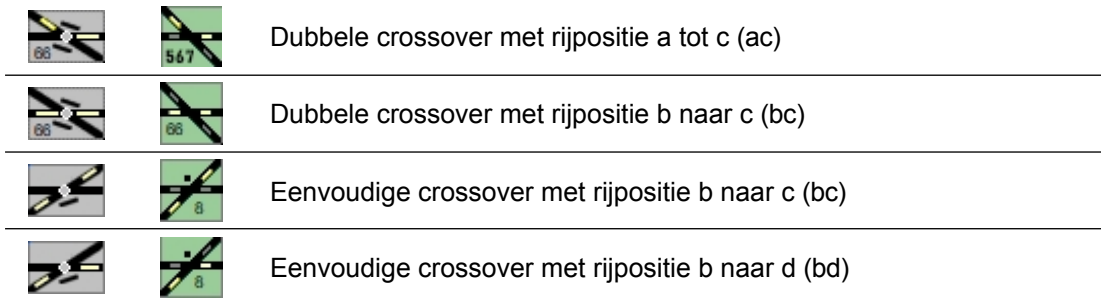 66 567 Dubbele crossover met rijpositie a tot c (ac)
66 66 Dubbele crossover met rijpositie b naar c (bc)
8 Eenvoudige crossover met rijpositie b naar c (bc)
8 Eenvoudige crossover met rijpositie b naar d (bd)